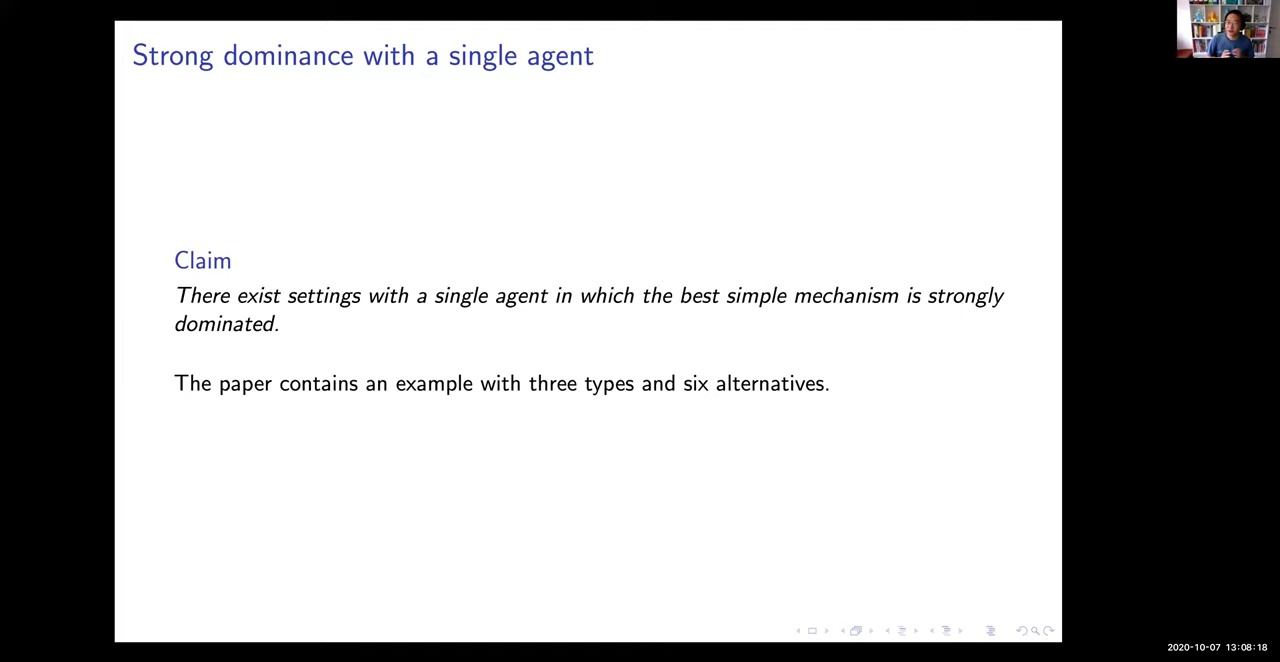 Strong dominance with a single agent
Claim
There exist settings with a single agent in which the best simple mechanism is strongly
dominated.
The paper contains an example with three types and six alternatives.
2020-10-07 13:08:18